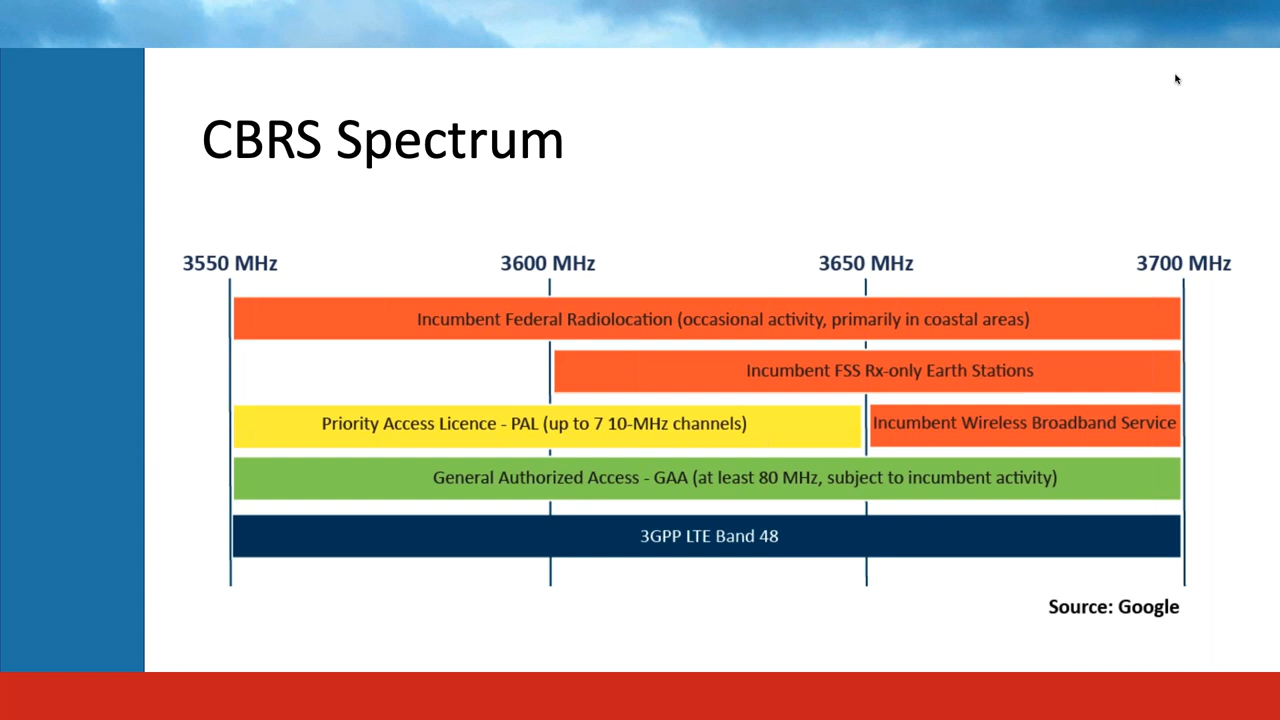 CBRS Spectrum
3550 MHz
3600 MHz
3650 MHz
3700 MHz
Incumbent Federal Radiolocation (occasional activity, primarily in coastal areas)
Incumbent FSS Rx-only Earth Stations
Priority Access Licence - PAL (up to 7 10-MHz channels)
Incumbent Wireless Broadband Service
General Authorized Access - GAA (at least 80 MHz, subject to incumbent activity)
3GPP LTE Band 48
Source: Google